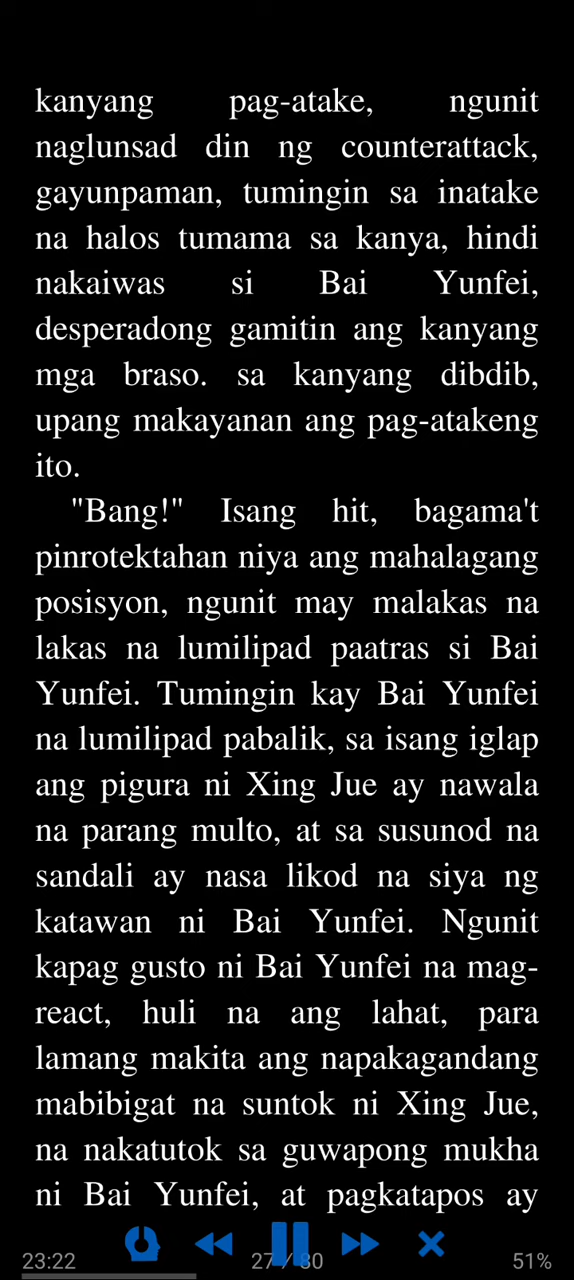 kanyang pag-atake, ngunit
naglunsad din ng counterattack,
gayunpaman, tumingin sa inatake
na halos tumama sa kanya, hindi
nakaiwas si Bai Yunfei,
desperadong gamitin ang kanyang
mga braso. sa kanyang dibdib,
upang makayanan ang pag-atakeng
ito.
"Bang!" Isang hit, bagama't
pinrotektahan niya ang mahalagang
posisyon, ngunit may malakas na
lakas na lumilipad paatras si Bai
Yunfei. Tumingin kay Bai Yunfei
na lumilipad pabalik, sa isang iglap
ang pigura ni Xing Jue ay nawala
na parang multo, at sa susunod na
sandali ay nasa likod na siya ng
katawan ni Bai Yunfei. Ngunit
kapag gusto ni Bai Yunfei na mag-
react, huli na ang lahat, para
lamang makita ang napakagandang
mabibigat na suntok ni Xing Jue,
na nakatutok sa guwapong mukha
ni Bai Yunfei, at pagkatapos ay
23:22 27 / 80 51%